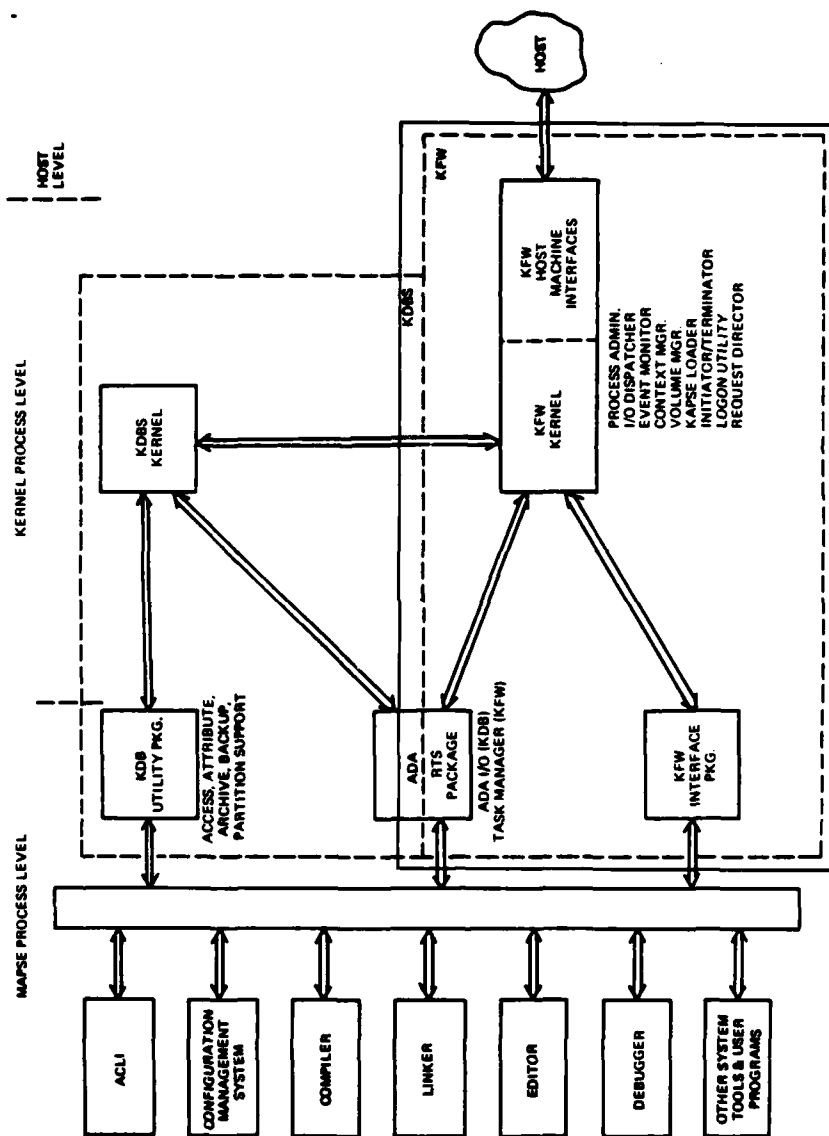 MAPSE PROCESS LEVEL
KERNEL PROCESS LEVEL
HOST
LEVEL
ACLI
CONFIGURATION
MANAGEMENT
SYSTEM
COMPILER
LINKER
EDITOR
DEBUGGER
OTHER SYSTEM
TOOLS & USER
PROGRAMS
KDB
UTILITY PKG.
ACCESS, ATTRIBUTE,
ARCHIVE, BACKUP,
PARTITION SUPPORT
ADA
RTS
PACKAGE
ADA I/O (KDB)
TASK MANAGER (KFW)
KFW
INTERFACE
PKG.
KDBS
KERNEL
KDBS
KFW
KFW
KERNEL
KFW
HOST
MACHINE
INTERFACES
PROCESS ADMIN.
I/O DISPATCHER
EVENT MONITOR
CONTEXT MGR.
VOLUME MGR.
KAPSE LOADER
INITIATOR/TERMINATOR
LOGON UTILITY
REQUEST DIRECTOR
HOST